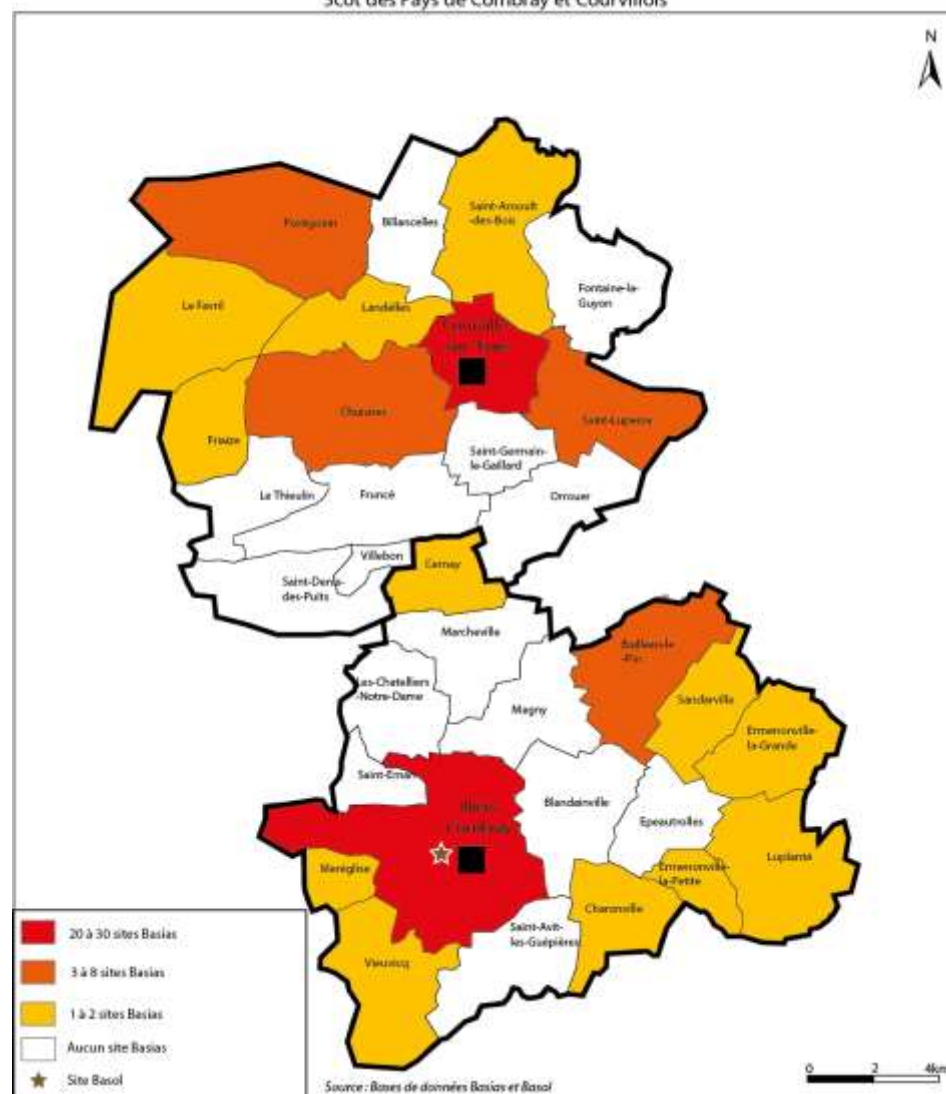 Scot des Pays de Combray et Courvillois
N
Pontgouin
Billancelles
Saint-Arnoult
-des-Bois
Fontaine-la-
Guyon
Le Favril
Landelles
Courville-
sur-Eure
Chuisnes
Saint-Luperce
Friaize
Saint-Germain-
le-Gaillard
Le Thieulin
Fruncé
Orrouer
Villebon
Cernay
Saint-Denis-
des-Puits
Marcheville
Bailleau-le
-Pin
Les-Chatelliers
-Notre-Dame
Magny
Sandarville
Ermenonville-
la-Grande
Saint-Eman
Illiers-
Combray
Blandainville
Epeautrolles
Luplanté
Ermenonville-
la-Petite
Meréglise
Charonville
Saint-Avit-
les-Guépières
Vieuvicq
20 à 30 sites Basias
3 à 8 sites Basias
1 à 2 sites Basias
Aucun site Basias
Site Basol
Source : Bases de données Basias et Basol
0 2 4km